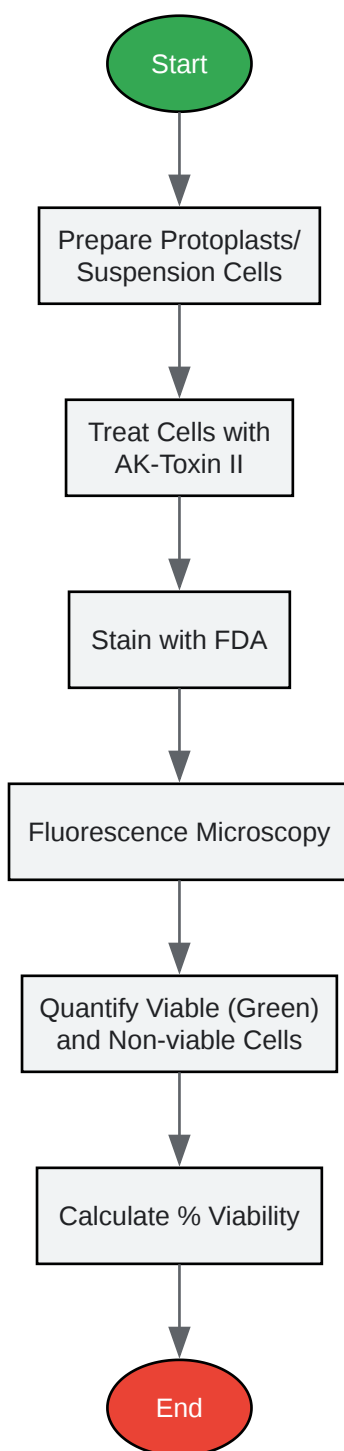 Start
Prepare Protoplasts/
Suspension Cells
Treat Cells with
AK-Toxin II
Stain with FDA
Fluorescence Microscopy
Quantify Viable (Green)
and Non-viable Cells
Calculate % Viability
End